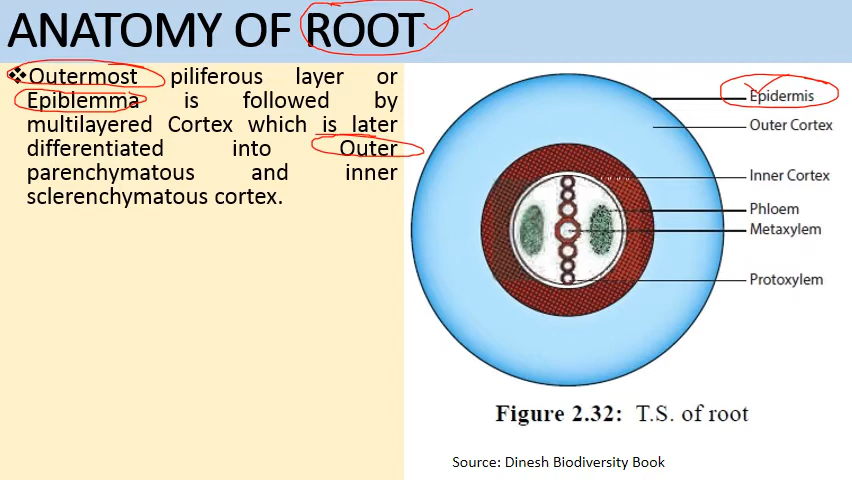 ANATOMY OF ROOT
❖Outermost piliferous layer or
Epiblemma is followed by
multilayered Cortex which is later
differentiated into Outer
parenchymatous and inner
sclerenchymatous cortex.
Epidermis
Outer Cortex
Inner Cortex
Phloem
Metaxylem
Protoxylem
Figure 2.32: T.S. of root
Source: Dinesh Biodiversity Book